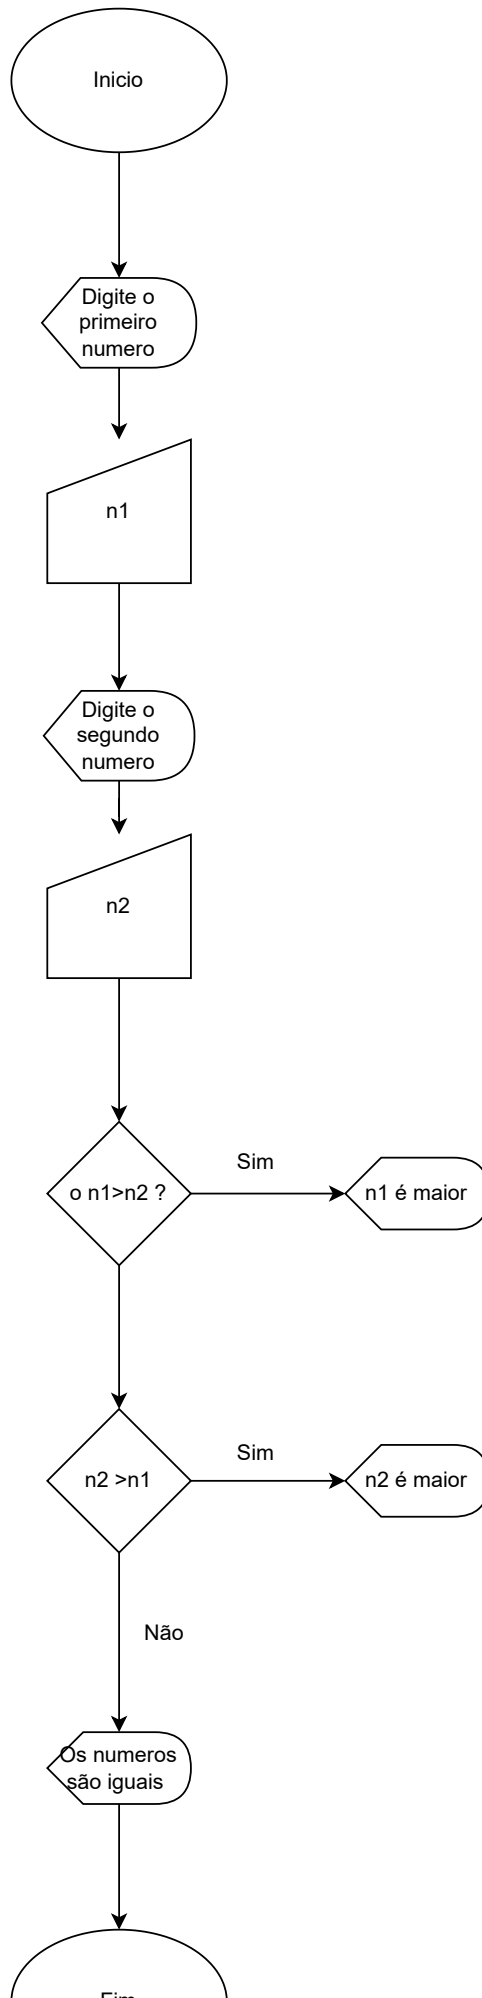 Inicio
Digite o
primeiro
numero
n1
Digite o
segundo
numero
n2
o n1>n2 ?
Sim
n1 é maior
n2 >n1
Sim
n2 é maior
Não
Os numeros
são iguais